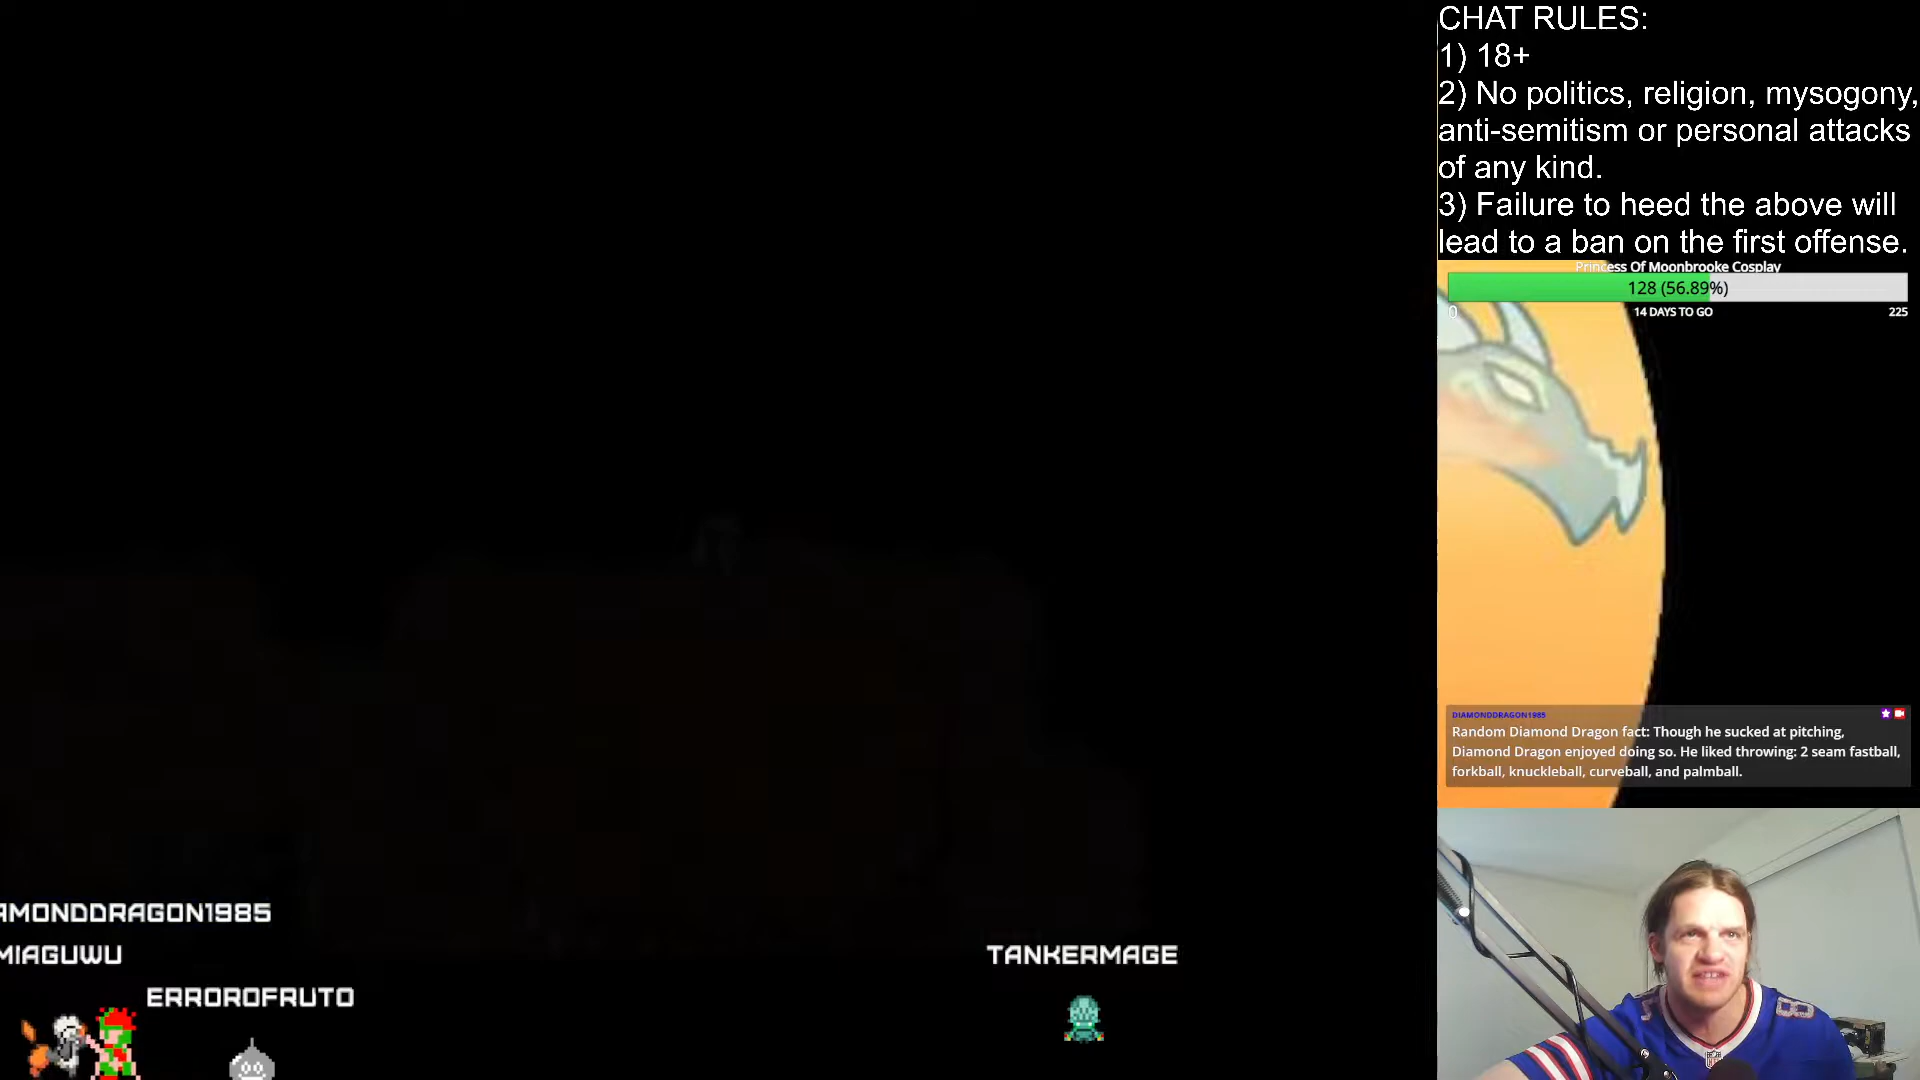 CHAT RULES:
1) 18+
2) No politics, religion, mysogony,
anti-semitism or personal attacks
of any kind.
3) Failure to heed the above will
lead to a ban on the first offense.
Princess Of Moonbrooke Cosplay
128 (56.89%)
0
14 DAYS TO GO
225
DIAMONDDRAGON1985
Random Diamond Dragon fact: Though he sucked at pitching,
Diamond Dragon enjoyed doing so. He liked throwing: 2 seam fastball,
forkball, knuckleball, curveball, and palmball.
AMONDDRAGON1985
MIAGUWU
ERROROFRUTO
TANKERMAGE
8